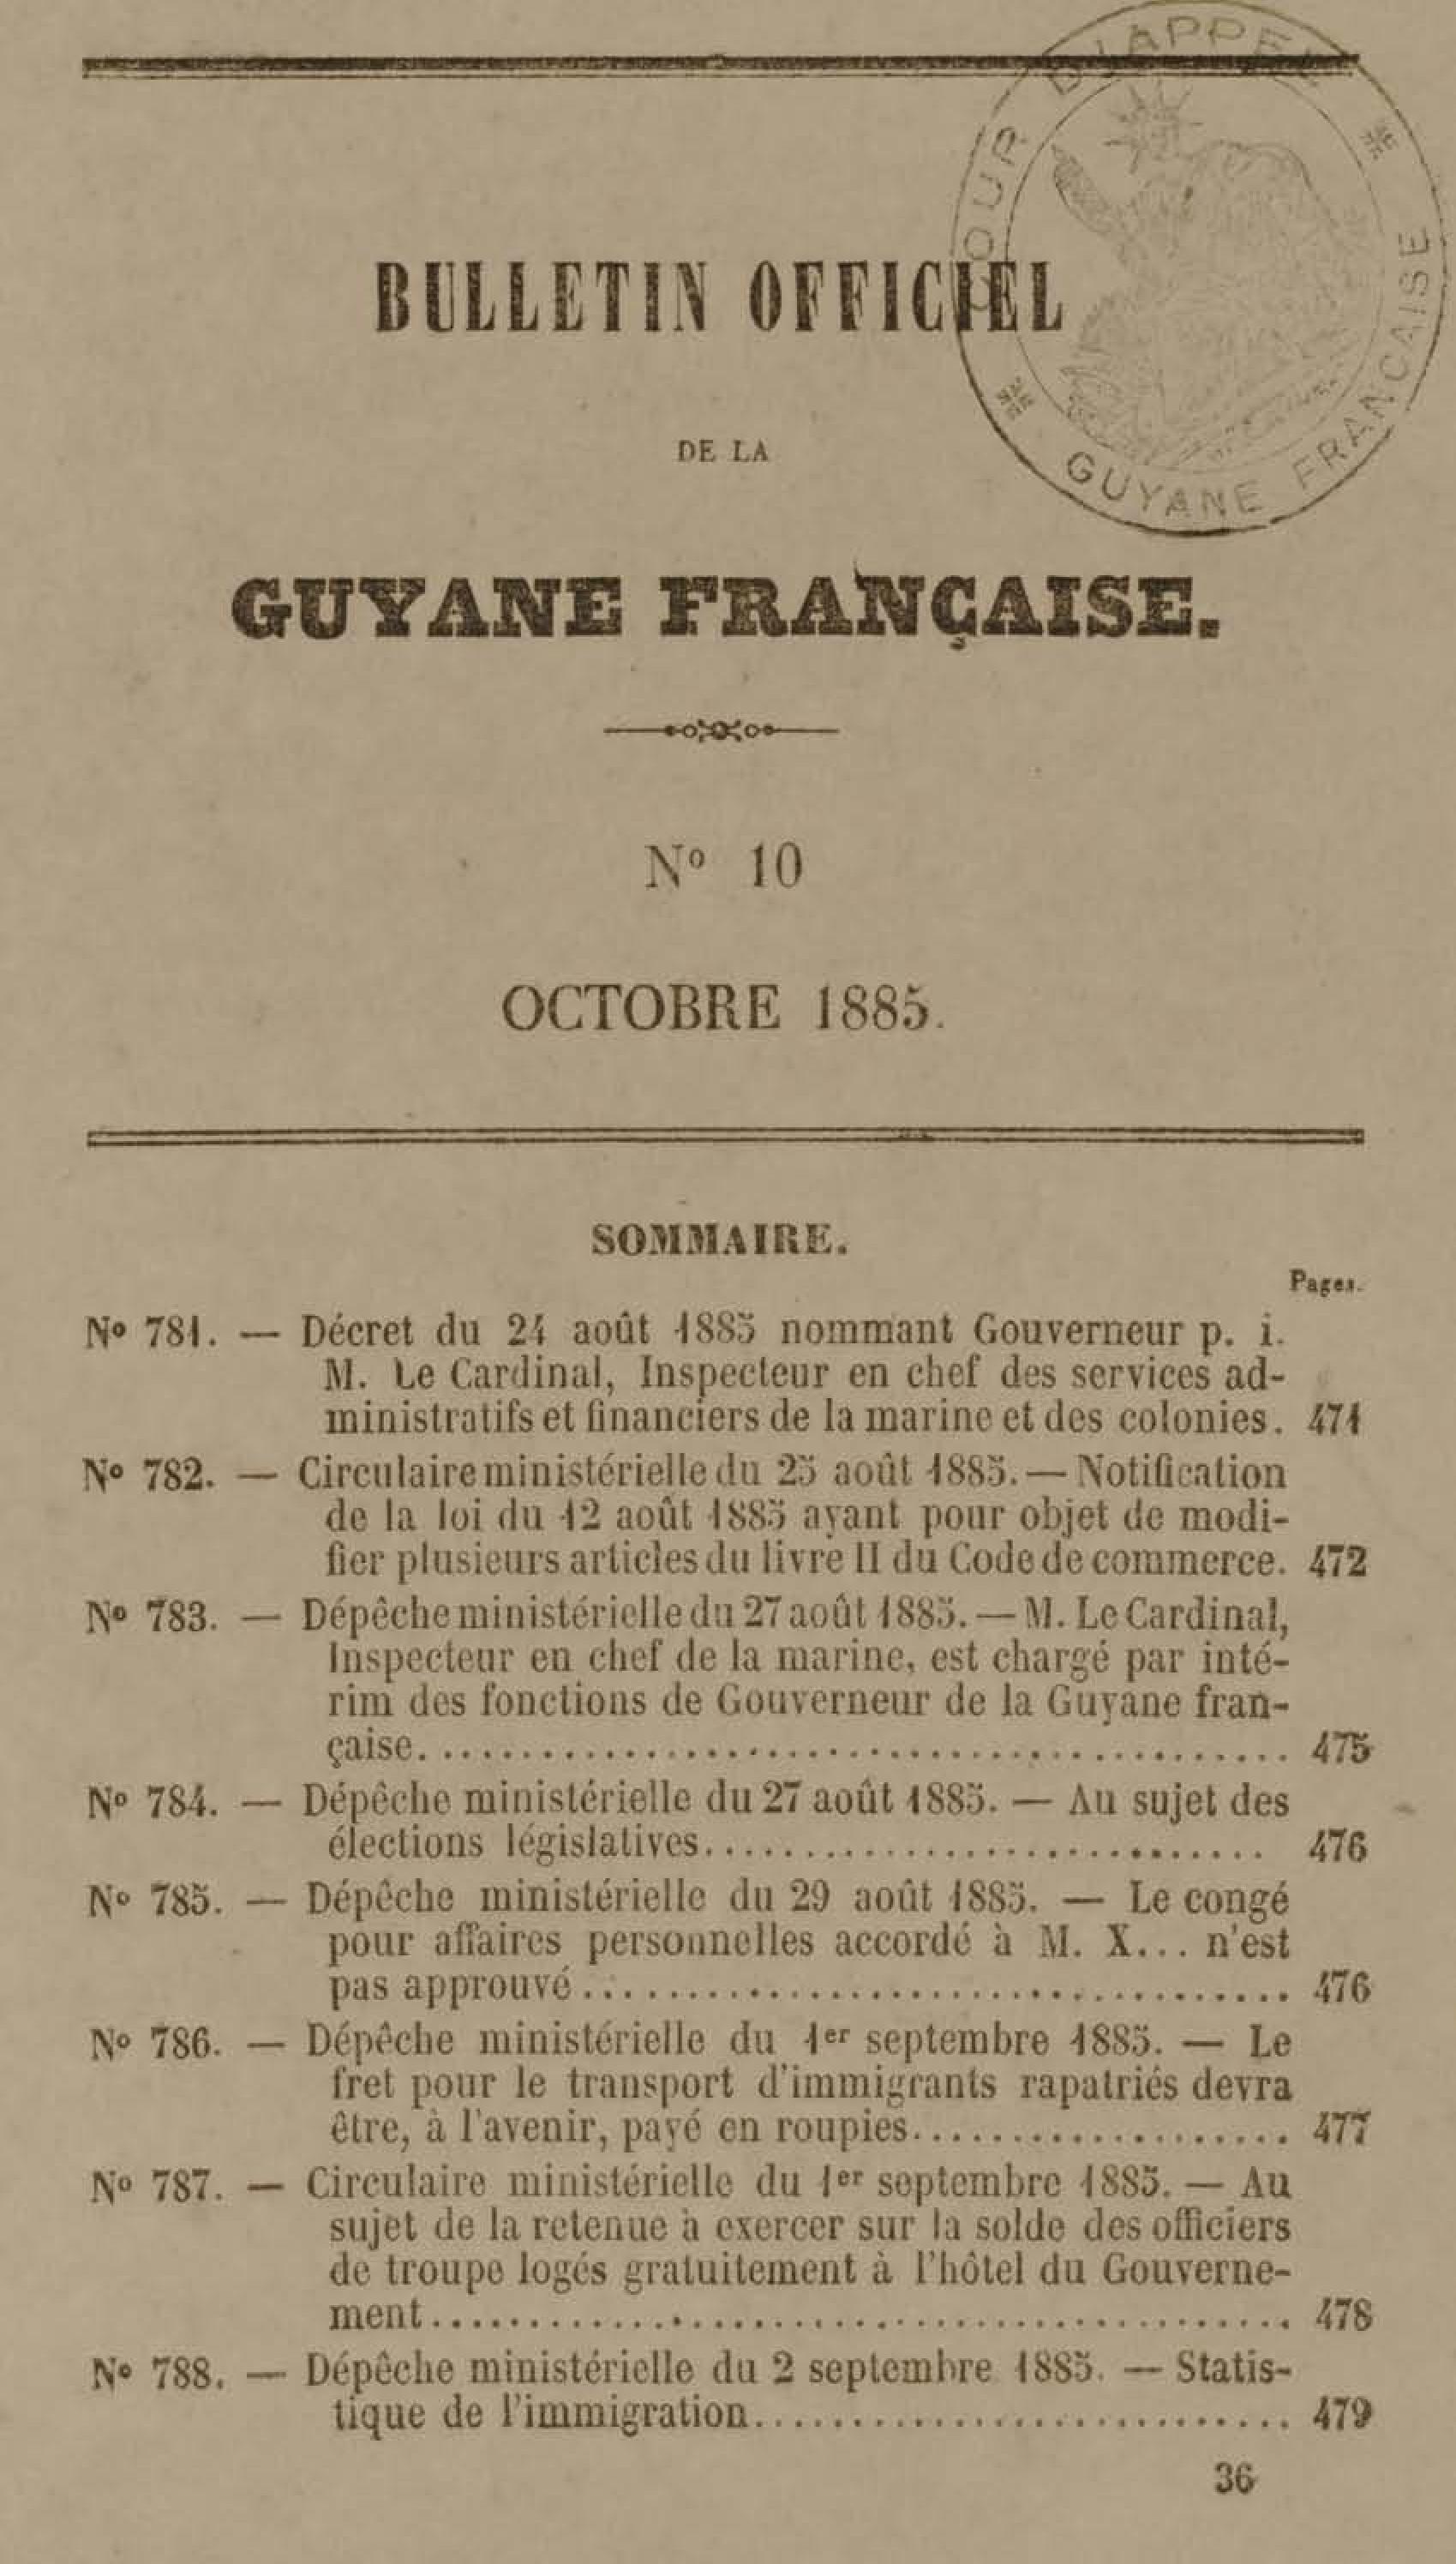 COUR D'APPEL
GUYANE FRANCAISE
BULLETIN OFFICIEL
DE LA
GUYANE FRANÇAISE.
Nº 10
OCTOBRE 1885.
SOMMAIRE.
Pages.
Nº 781. — Décret du 24 août 1885 nommant Gouverneur p. i.
M. Le Cardinal, Inspecteur en chef des services ad-
ministratifs et financiers de la marine et des colonies. 471
Nº 782. — Circulaire ministérielle du 25 août 1885. — Notification
de la loi du 12 août 1885 ayant pour objet de modi-
fier plusieurs articles du livre II du Code de commerce. 472
Nº 783. — Dépêche ministérielle du 27 août 1885. — M. Le Cardinal,
Inspecteur en chef de la marine, est chargé par inté-
rim des fonctions de Gouverneur de la Guyane fran-
çaise. ........................................... 475
Nº 784. — Dépêche ministérielle du 27 août 1885. — Au sujet des
élections législatives............................ 476
Nº 785. — Dépêche ministérielle du 29 août 1885. — Le congé
pour affaires personnelles accordé à M. X... n'est
pas approuvé .................................... 476
Nº 786. — Dépêche ministérielle du 1er septembre 1885. — Le
fret pour le transport d'immigrants rapatriés devra
être, à l'avenir, payé en roupies................... 477
Nº 787. — Circulaire ministérielle du 1er septembre 1885. — Au
sujet de la retenue à exercer sur la solde des officiers
de troupe logés gratuitement à l'hôtel du Gouverne-
ment............................................ 478
Nº 788. — Dépêche ministérielle du 2 septembre 1885. — Statis-
tique de l'immigration........................... 479
36